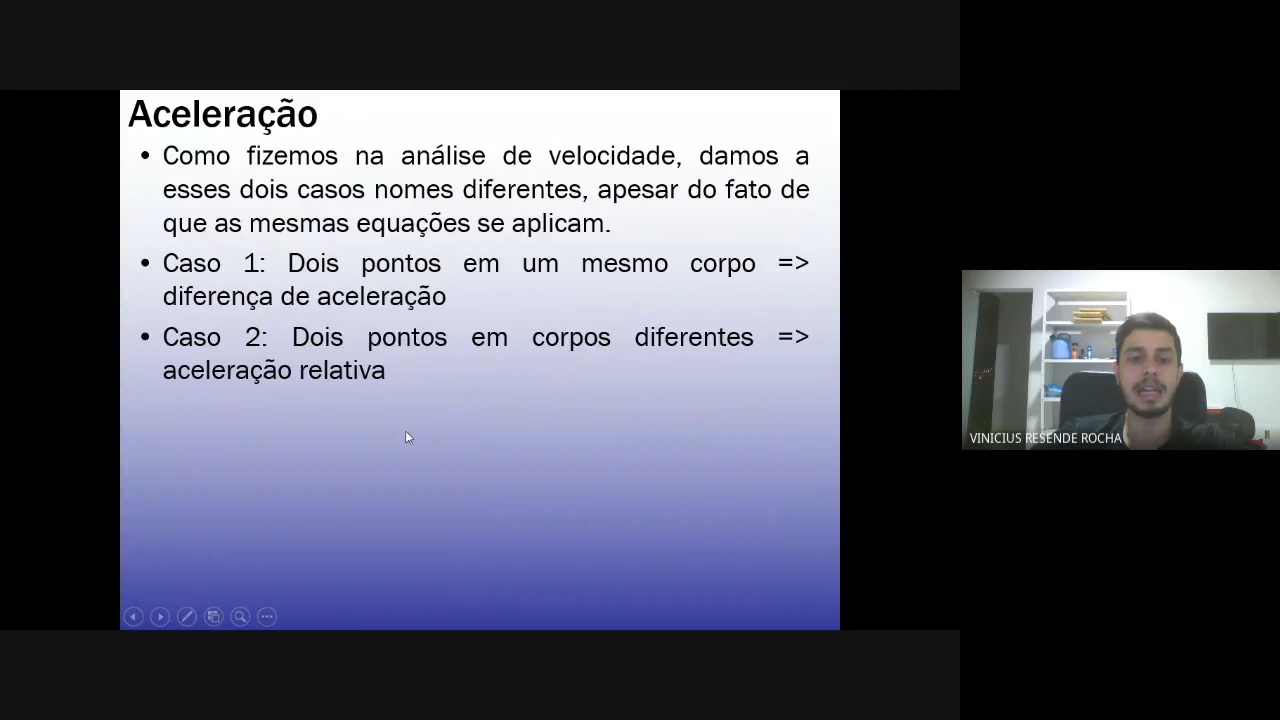 Aceleração
• Como fizemos na análise de velocidade, damos a
esses dois casos nomes diferentes, apesar do fato de
que as mesmas equações se aplicam.
• Caso 1: Dois pontos em um mesmo corpo =>
diferença de aceleração
• Caso 2: Dois pontos em corpos diferentes =>
aceleração relativa
VINICIUS RESENDE ROCHA